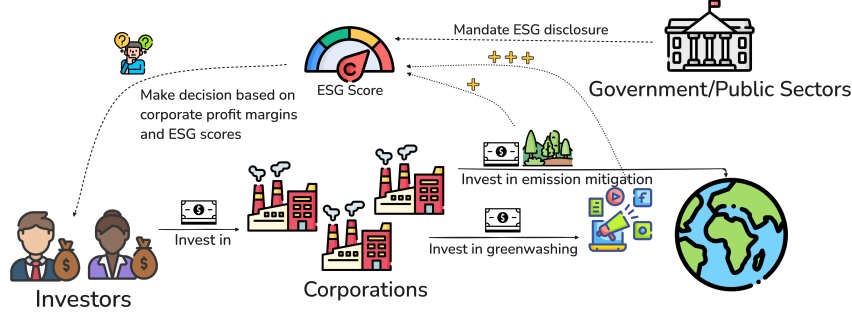 Mandate ESG disclosure
ESG Score
Government/Public Sectors
Make decision based on
corporate profit margins
and ESG scores
Invest in emission mitigation
Invest in
Invest in greenwashing
Investors
Corporations